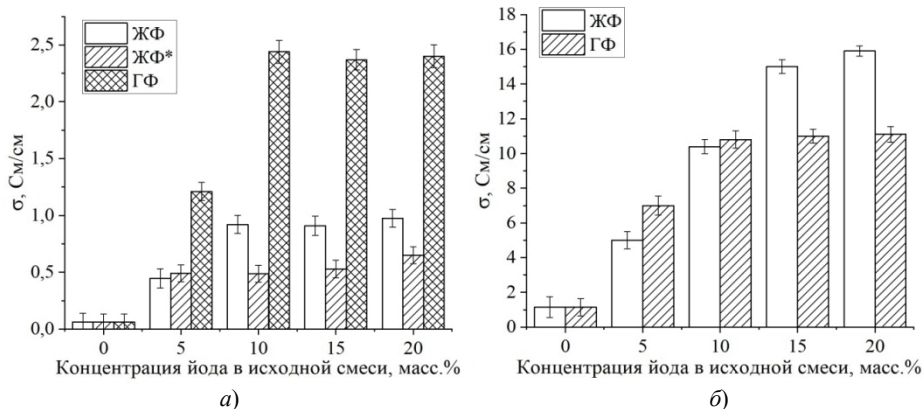 ЖФ
ЖФ*
ГФ
σ, См/см
2,5
2,0
1,5
1,0
0,5
0,0
0 5 10 15 20
Концентрация йода в исходной смеси, масс.%
а)
ЖФ
ГФ
σ, См/см
18
16
14
12
10
8
6
4
2
0
0 5 10 15 20
Концентрация йода в исходной смеси, масс.%
б)